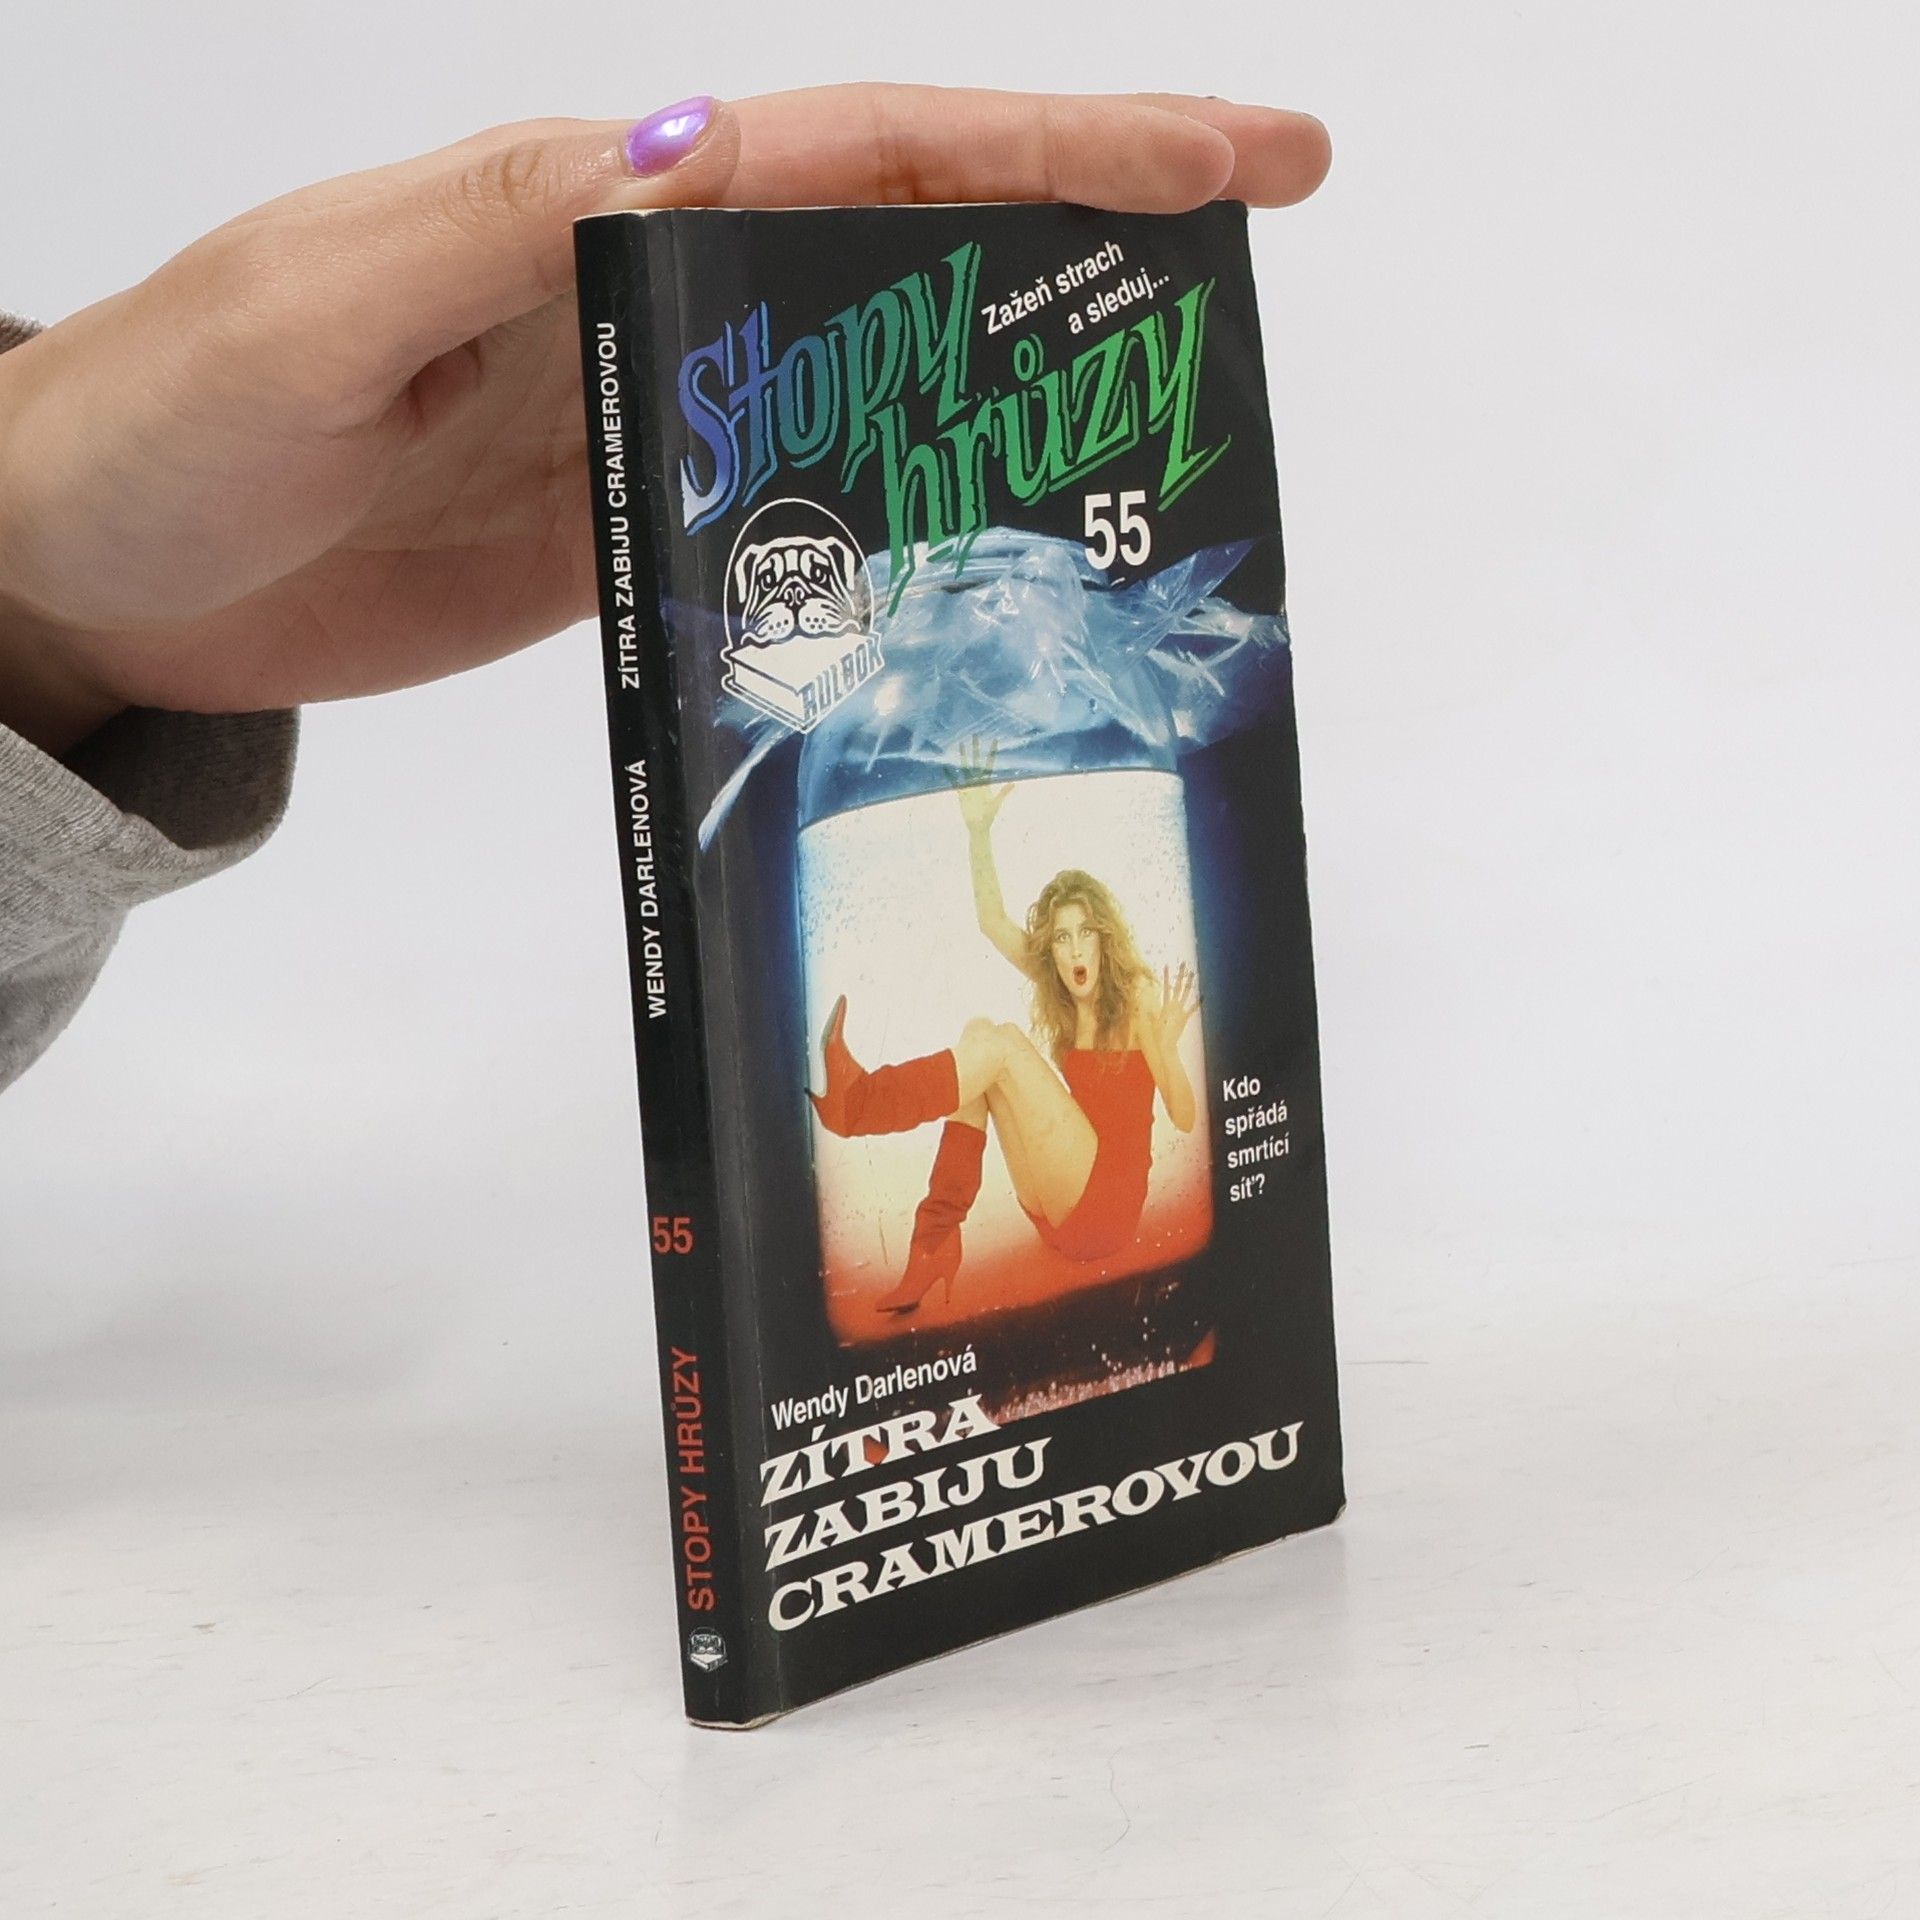 ZÍTRA ZABIJU CRAMEROVOU
WENDY DARLENOVÁ
55
STOPY HRŮZY
Zažeň strach
a sleduj...
Stopy
hrůzy
55
RULBOK
Kdo
spřádá
smrtící
síť?
Wendy Darlenová
ZÍTRA
ZABIJU
CRAMEROVOU